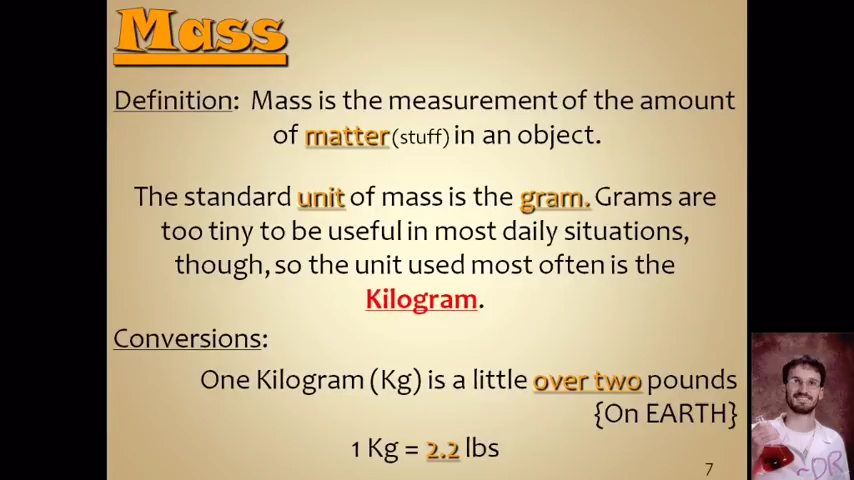 Mass
Definition: Mass is the measurement of the amount
of matter (stuff) in an object.
The standard unit of mass is the gram. Grams are
too tiny to be useful in most daily situations,
though, so the unit used most often is the
Kilogram.
Conversions:
One Kilogram (Kg) is a little over two pounds
{On EARTH}
1 Kg = 2.2 lbs
7
~DR